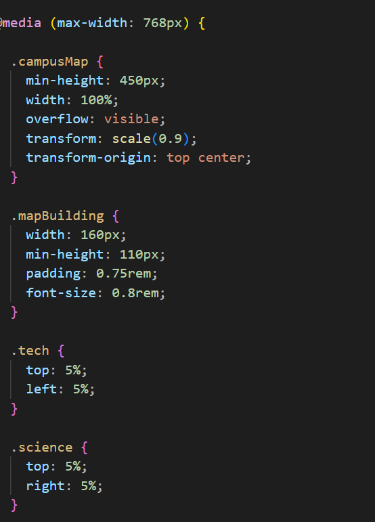 @media (max-width: 768px) {
.campusMap {
min-height: 450px;
width: 100%;
overflow: visible;
transform: scale(0.9);
transform-origin: top center;
}
.mapBuilding {
width: 160px;
min-height: 110px;
padding: 0.75rem;
font-size: 0.8rem;
}
.tech {
top: 5%;
left: 5%;
}
.science {
top: 5%;
right: 5%;
}